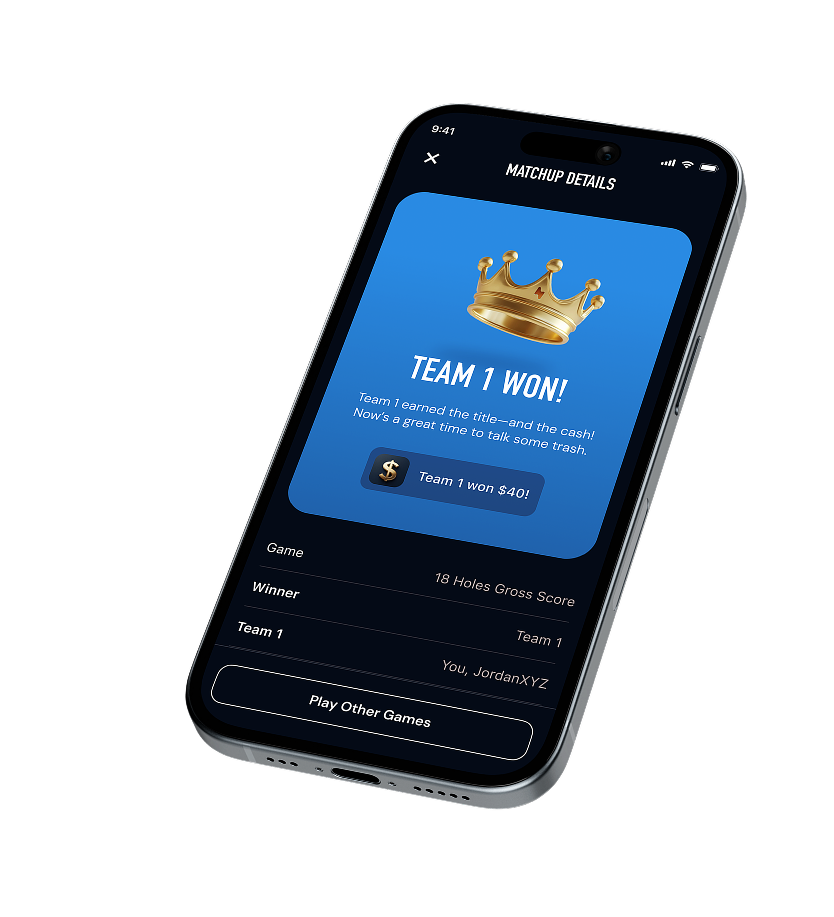 9:41
MATCHUP DETAILS
TEAM 1 WON!
Team 1 earned the title—and the cash!
Now's a great time to talk some trash.
$
Team 1 won $40!
Game
18 Holes Gross Score
Winner
Team 1
Team 1
You, JordanXYZ
Play Other Games